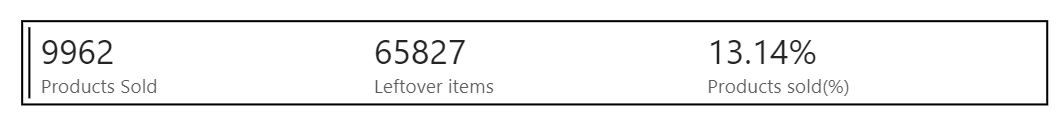 9962 65827 13.14%
Products Sold Leftover items Products sold(%)